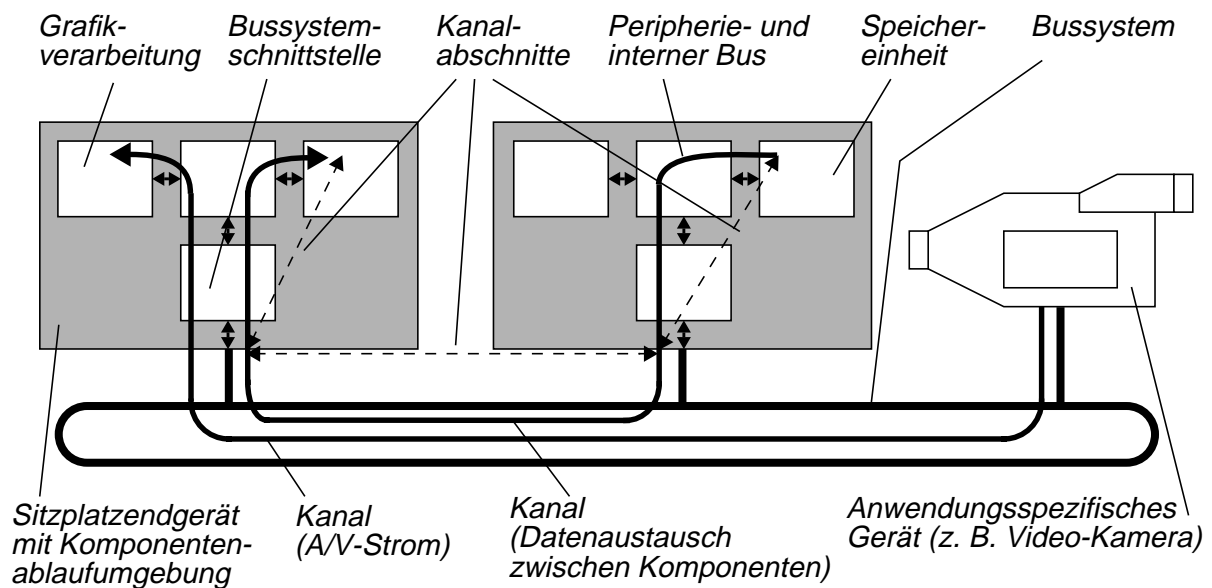 Grafik-
verarbeitung
Bussystem-
schnittstelle
Kanal-
abschnitte
Peripherie- und
interner Bus
Speicher-
einheit
Bussystem
Sitzplatzendgerät
mit Komponenten-
ablaufumgebung
Kanal
(A/V-Strom)
Kanal
(Datenaustausch
zwischen Komponenten)
Anwendungsspezifisches
Gerät (z. B. Video-Kamera)